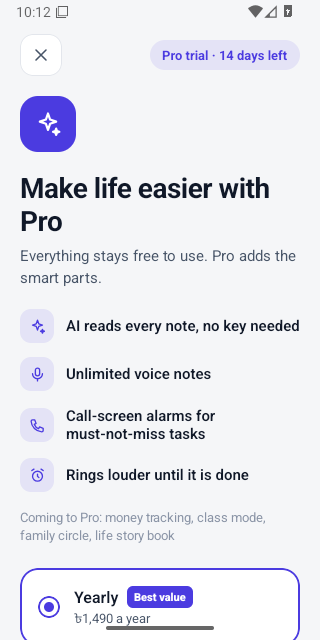 10:12
Pro trial · 14 days left
Make life easier with
Pro
Everything stays free to use. Pro adds the
smart parts.
AI reads every note, no key needed
Unlimited voice notes
Call-screen alarms for
must-not-miss tasks
Rings louder until it is done
Coming to Pro: money tracking, class mode,
family circle, life story book
Yearly
Best value
৳1,490 a year